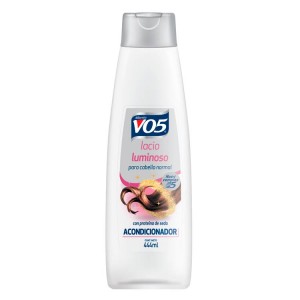 VO5
lacio
luminoso
para cabello normal
con proteína de seda
ACONDICIONADOR
444ml